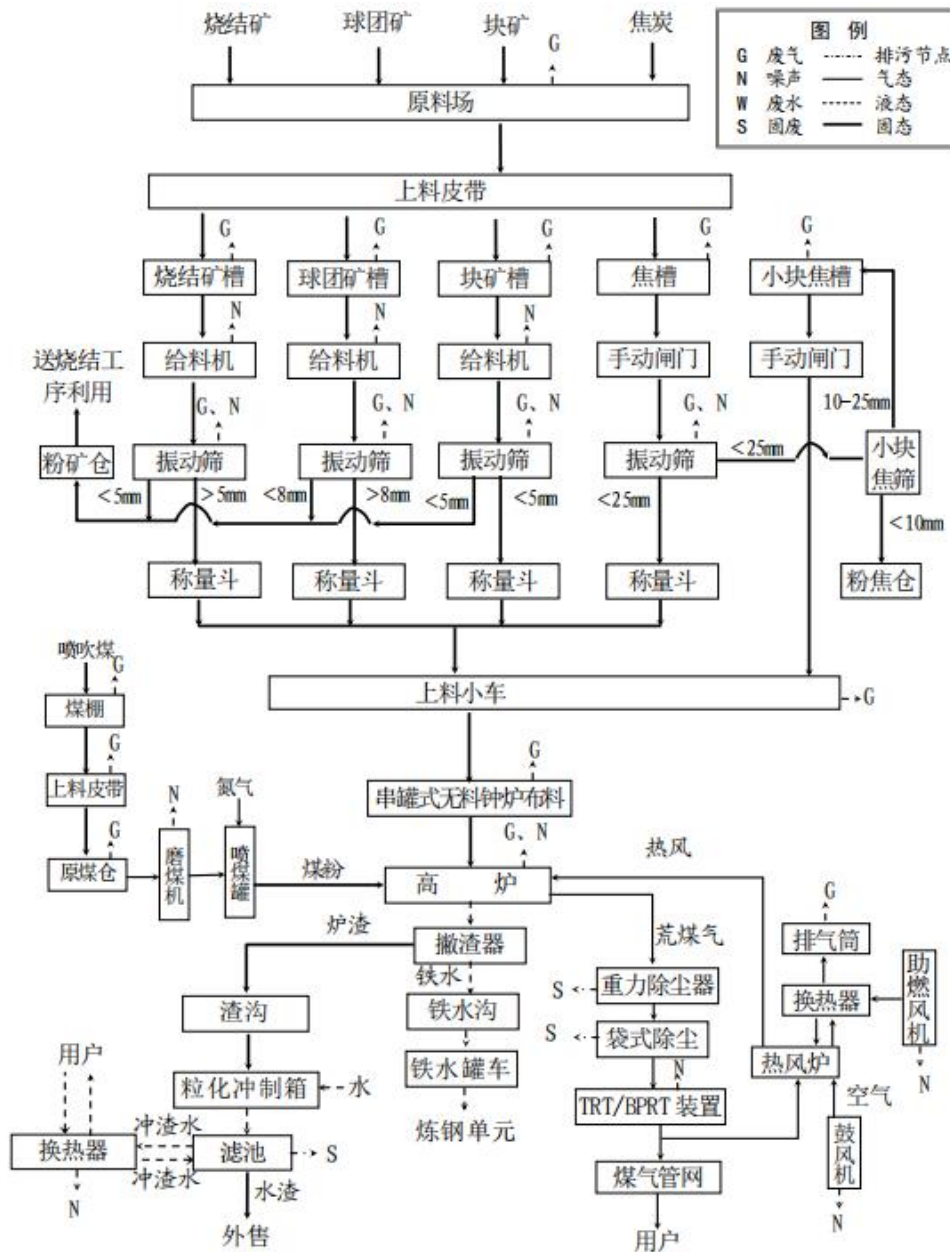 烧结矿 球团矿 块矿 G 焦炭
图 例
G 废气 排污节点
N 噪声 气态
W 废水 液态
S 固废 固态
原料场
上料皮带
G G G G G
烧结矿槽 球团矿槽 块矿槽 焦槽 小块焦槽
N N N
给料机 给料机 给料机 手动闸门 手动闸门
送烧结工
序利用
G、N G、N G、N G、N 10-25mm
粉矿仓 振动筛 振动筛 振动筛 振动筛 <25mm 小块
焦筛
<5mm >5mm <8mm >8mm <5mm <5mm <25mm <10mm
称量斗 称量斗 称量斗 称量斗 粉焦仓
喷吹煤
G
煤棚 上料小车 G
G
上料皮带 氮气
G
串罐式无料钟炉布料
N G G、N 热风
原煤仓 磨煤机 喷煤罐 煤粉 高 炉
G
炉渣 撇渣器 荒煤气 排气筒
铁水 S 重力除尘器 换热器 助燃风机
渣沟 铁水沟
S 袋式除尘
用户 N 热风炉 N
粒化冲制箱 水 铁水罐车 空气
TRT/BPRT 装置
换热器 冲渣水 滤池 S 炼钢单元 鼓风机
冲渣水
煤气管网
N 水渣 N
外售 用户